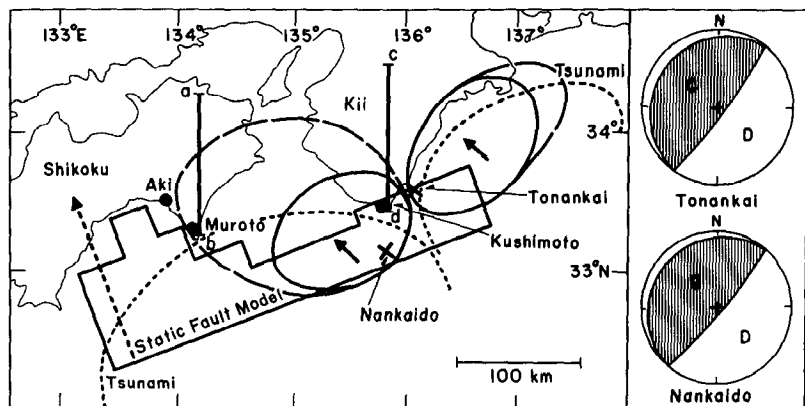 133°E 134° 135° 136° 137°
a
c
Tsunami
Kii
34°
Shikoku
Aki
Muroto
b
d
Tonankai
Kushimoto
33°N
Static Fault Model
Nankaido
Tsunami
100 km
N
C
D
Tonankai
N
D
Nankaido